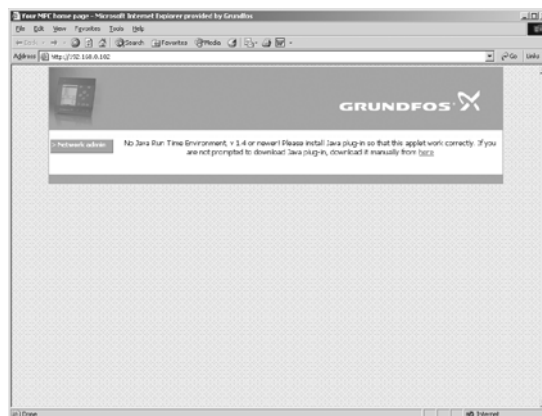 Your MPC home page - Microsoft Internet Explorer provided by Grundfos
File Edit View Favorites Tools Help
Back
Search Favorites Media
Address http://192.168.0.102 Go Links
GRUNDFOS
> Network admin
No Java Run Time Environment, v 1.4 or newer! Please install Java plug-in so that this applet work correctly. If you
are not prompted to download Java plug-in, download it manually from here
Done Internet